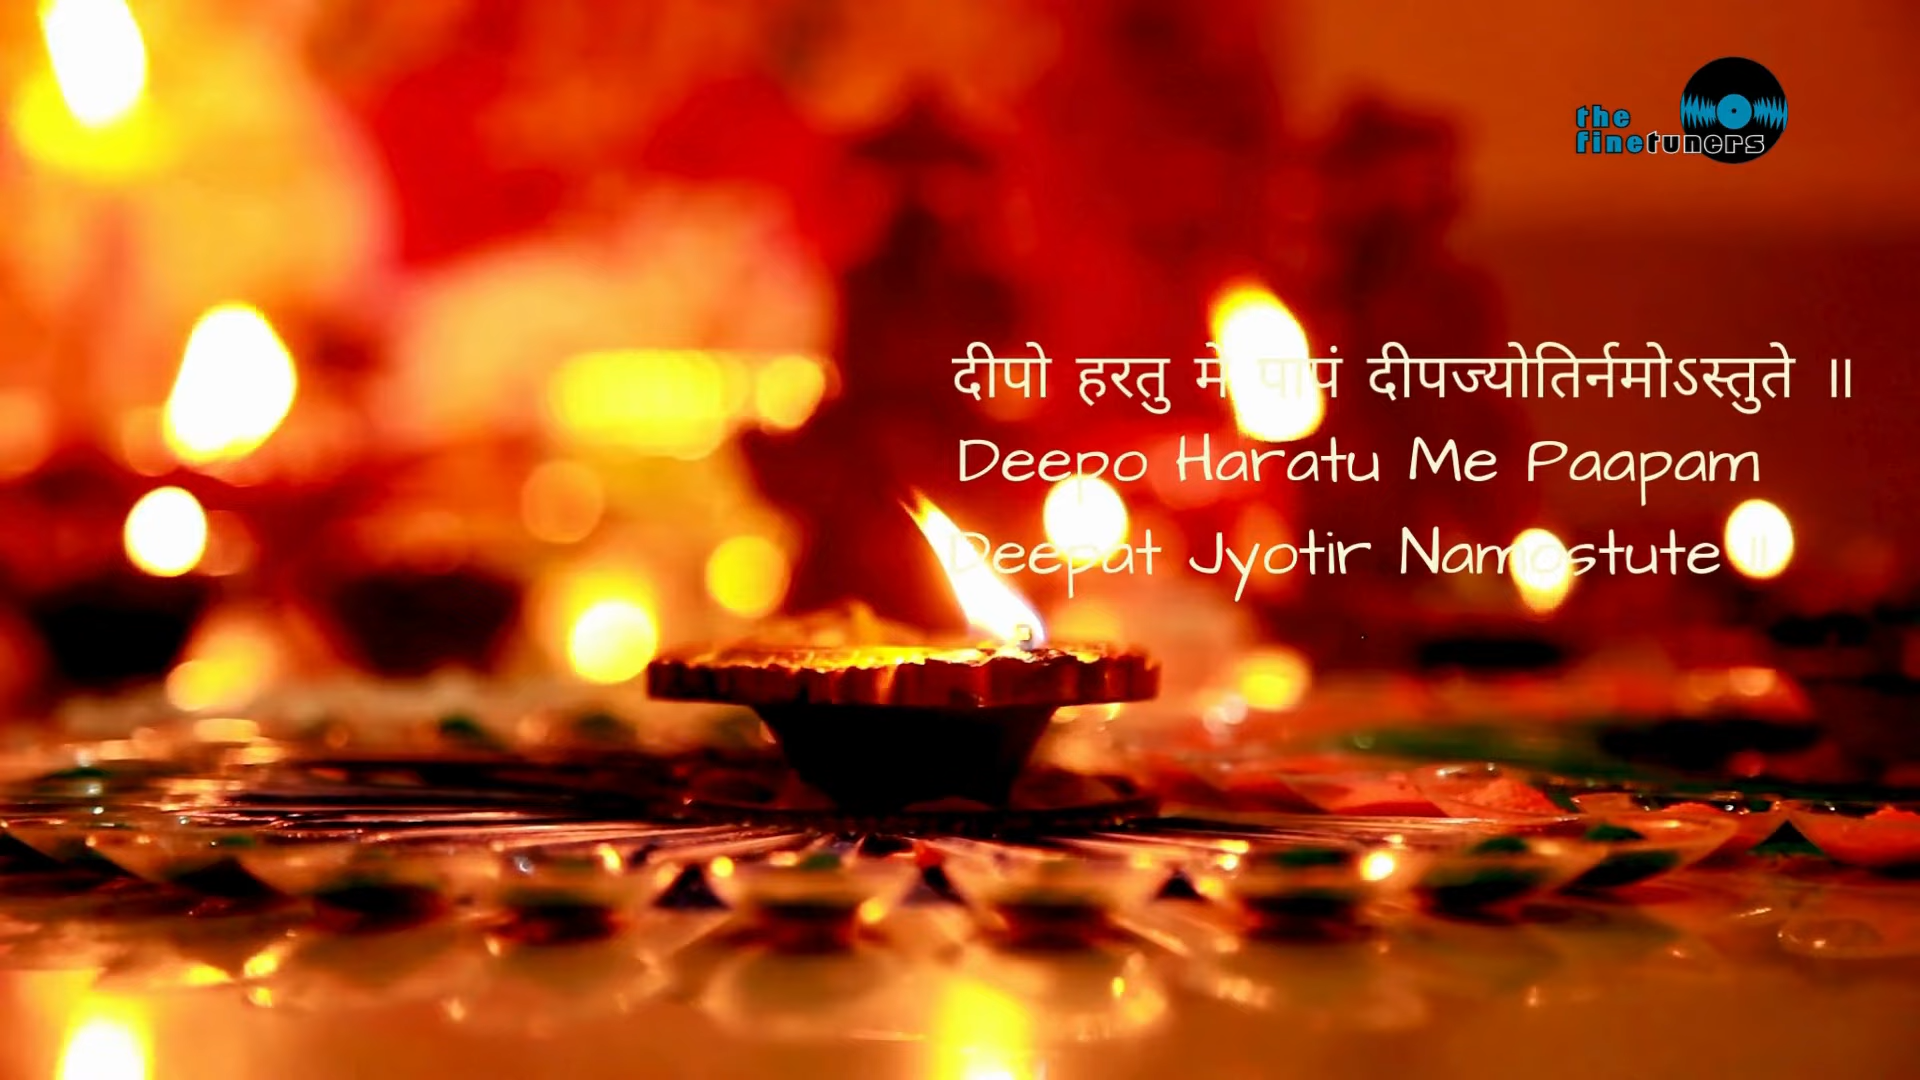 the
finetuners
दीपो हरतु मे पापं दीपज्योतिर्नमोऽस्तुते ॥
Deepo Haratu Me Paapam
Deepat Jyotir Namostute ॥